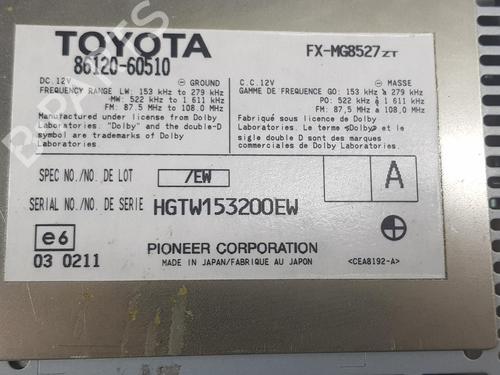 TOYOTA
86120-60510
FX-MG8527 ZT
DC.12V ⊖ GROUND
FREQUENCY RANGE LW: 153 kHz to 279 kHz
MW: 522 kHz to 1 611 kHz
FM: 87.5 MHz to 108.0 MHz
Manufactured under license from Dolby
Laboratories. "Dolby" and the double-D
symbol are trademarks of Dolby
Laboratories.
C.C.12V ⊖ MASSE
GAMME DE FREQUENCE GO: 153 kHz à 279 kHz
PO: 522 kHz à 1 611 kHz
FM: 87,5 MHz à 108,0 MHz
Fabriqué sous licence de Dolby
Laboratories. Le terme «Dolby» et le
sigle double D sont des marques
commerciales de Dolby Laboratories.
SPEC NO./NO. DE LOT /EW A
SERIAL NO./NO. DE SERIE HGTW153200EW
e6
03 0211
PIONEER CORPORATION
MADE IN JAPAN/FABRIQUE AU JAPON
<CEA8192-A>
B-PARTS